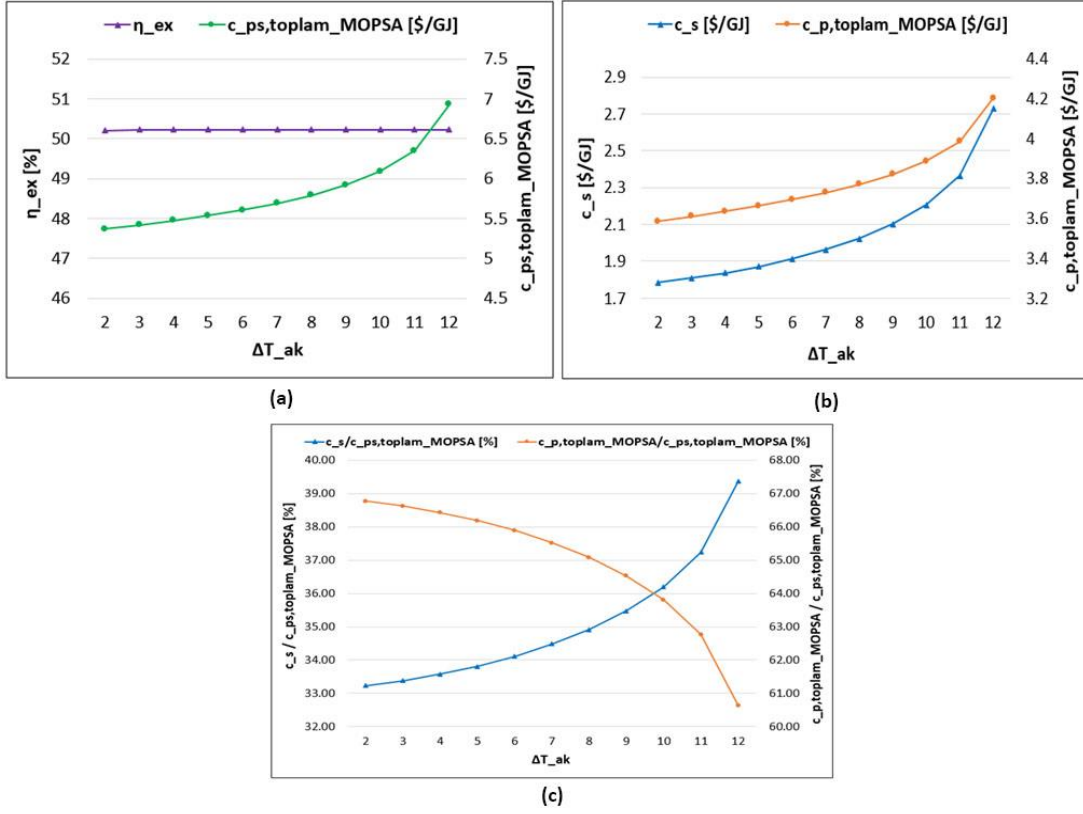 η_ex c_ps,toplam_MOPSA [$/GJ]
52 7.5
51 7
50 6.5
49 6
48 5.5
47 5
46 4.5
η_ex [%]
c_ps,toplam_MOPSA [$/GJ]
2 3 4 5 6 7 8 9 10 11 12
ΔT_ak
(a)
c_s [$/GJ] c_p,toplam_MOPSA [$/GJ]
2.9
2.7
2.5
2.3
2.1
1.9
1.7
4.4
4.2
4
3.8
3.6
3.4
3.2
c_s [$/GJ]
c_p,toplam_MOPSA [$/GJ]
2 3 4 5 6 7 8 9 10 11 12
ΔT_ak
(b)
c_s/c_ps,toplam_MOPSA [%] c_p,toplam_MOPSA/c_ps,toplam_MOPSA [%]
40.00 68.00
39.00 67.00
38.00 66.00
37.00 65.00
36.00 64.00
35.00 63.00
34.00 62.00
33.00 61.00
32.00 60.00
c_s / c_ps,toplam_MOPSA [%]
c_p,toplam_MOPSA / c_ps,toplam_MOPSA [%]
2 3 4 5 6 7 8 9 10 11 12
ΔT_ak
(c)